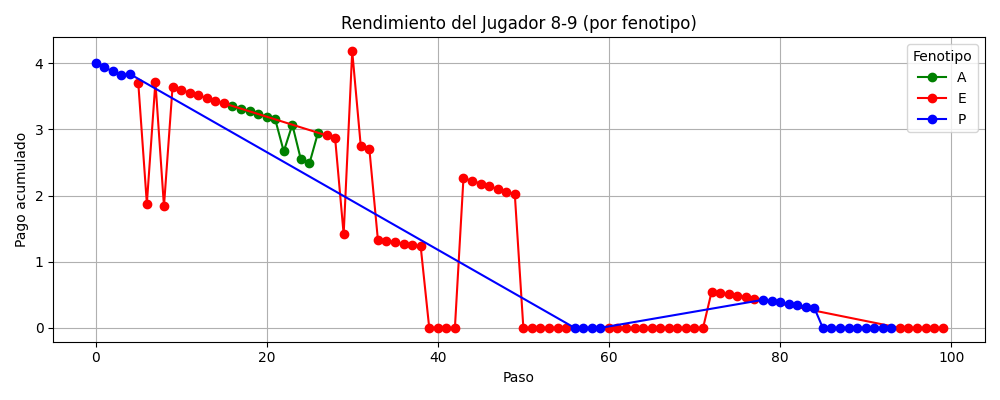 Rendimiento del Jugador 8-9 (por fenotipo)
Pago acumulado
4
3
2
1
0
Fenotipo
A
E
P
0 20 40 60 80 100
Paso